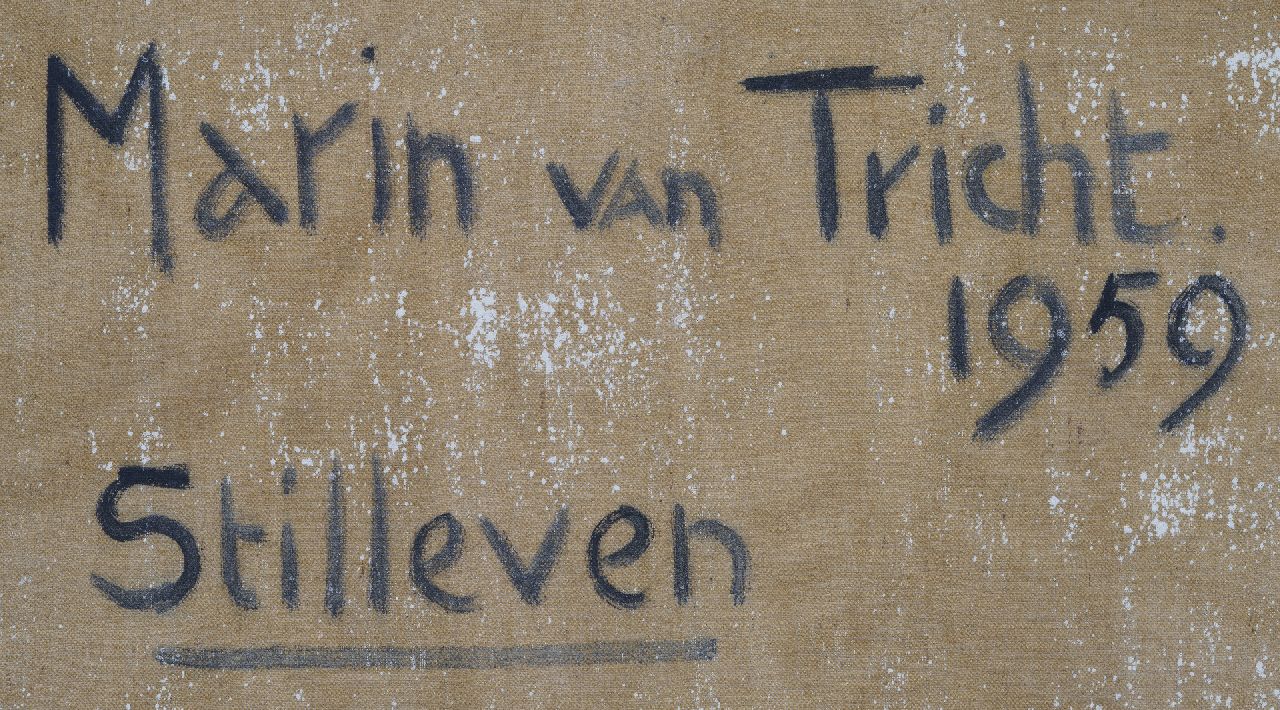 Marin van Tricht.
1959
Stilleven